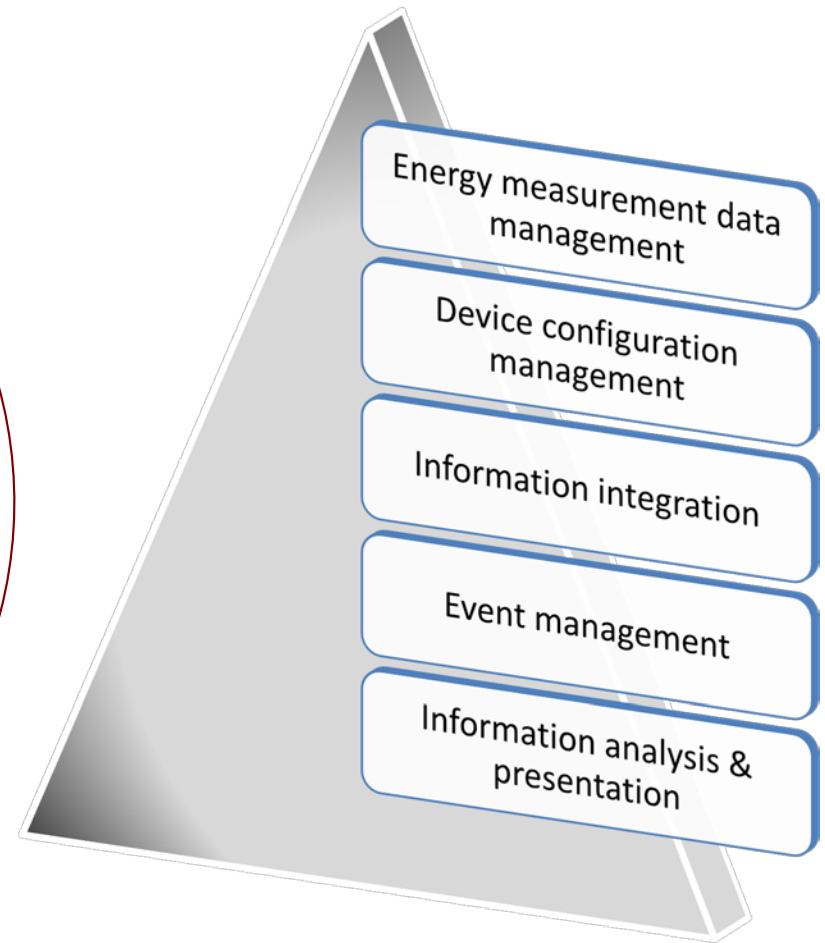 Energy measurement data
management
Device configuration
management
Information integration
Event management
Information analysis &
presentation